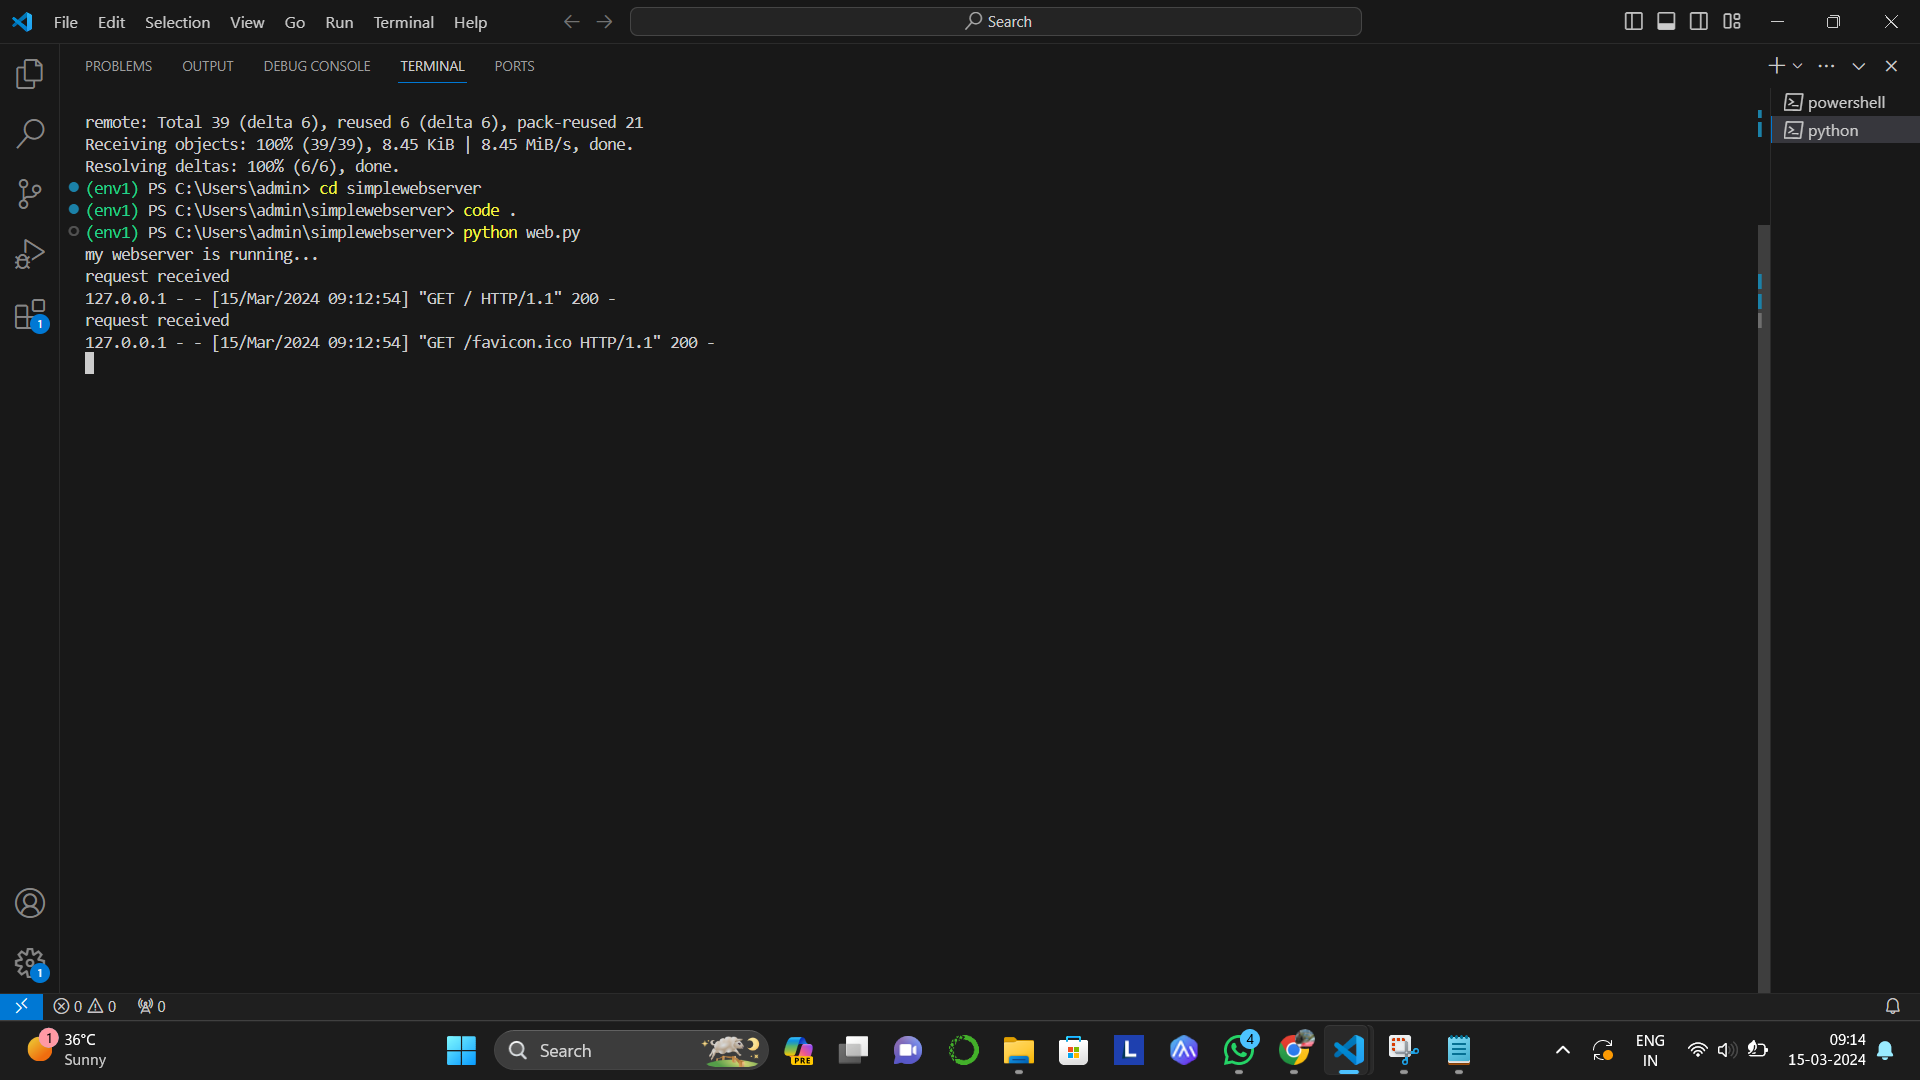 File Edit Selection View Go Run Terminal Help Search
PROBLEMS OUTPUT DEBUG CONSOLE TERMINAL PORTS
powershell
python
remote: Total 39 (delta 6), reused 6 (delta 6), pack-reused 21
Receiving objects: 100% (39/39), 8.45 KiB | 8.45 MiB/s, done.
Resolving deltas: 100% (6/6), done.
(env1) PS C:\Users\admin> cd simplewebserver
(env1) PS C:\Users\admin\simplewebserver> code .
(env1) PS C:\Users\admin\simplewebserver> python web.py
my webserver is running...
request received
127.0.0.1 - - [15/Mar/2024 09:12:54] "GET / HTTP/1.1" 200 -
request received
127.0.0.1 - - [15/Mar/2024 09:12:54] "GET /favicon.ico HTTP/1.1" 200 -
1
1
0 0 0
1
36°C
Sunny
Search
PRE
L
4
ENG
IN
09:14
15-03-2024